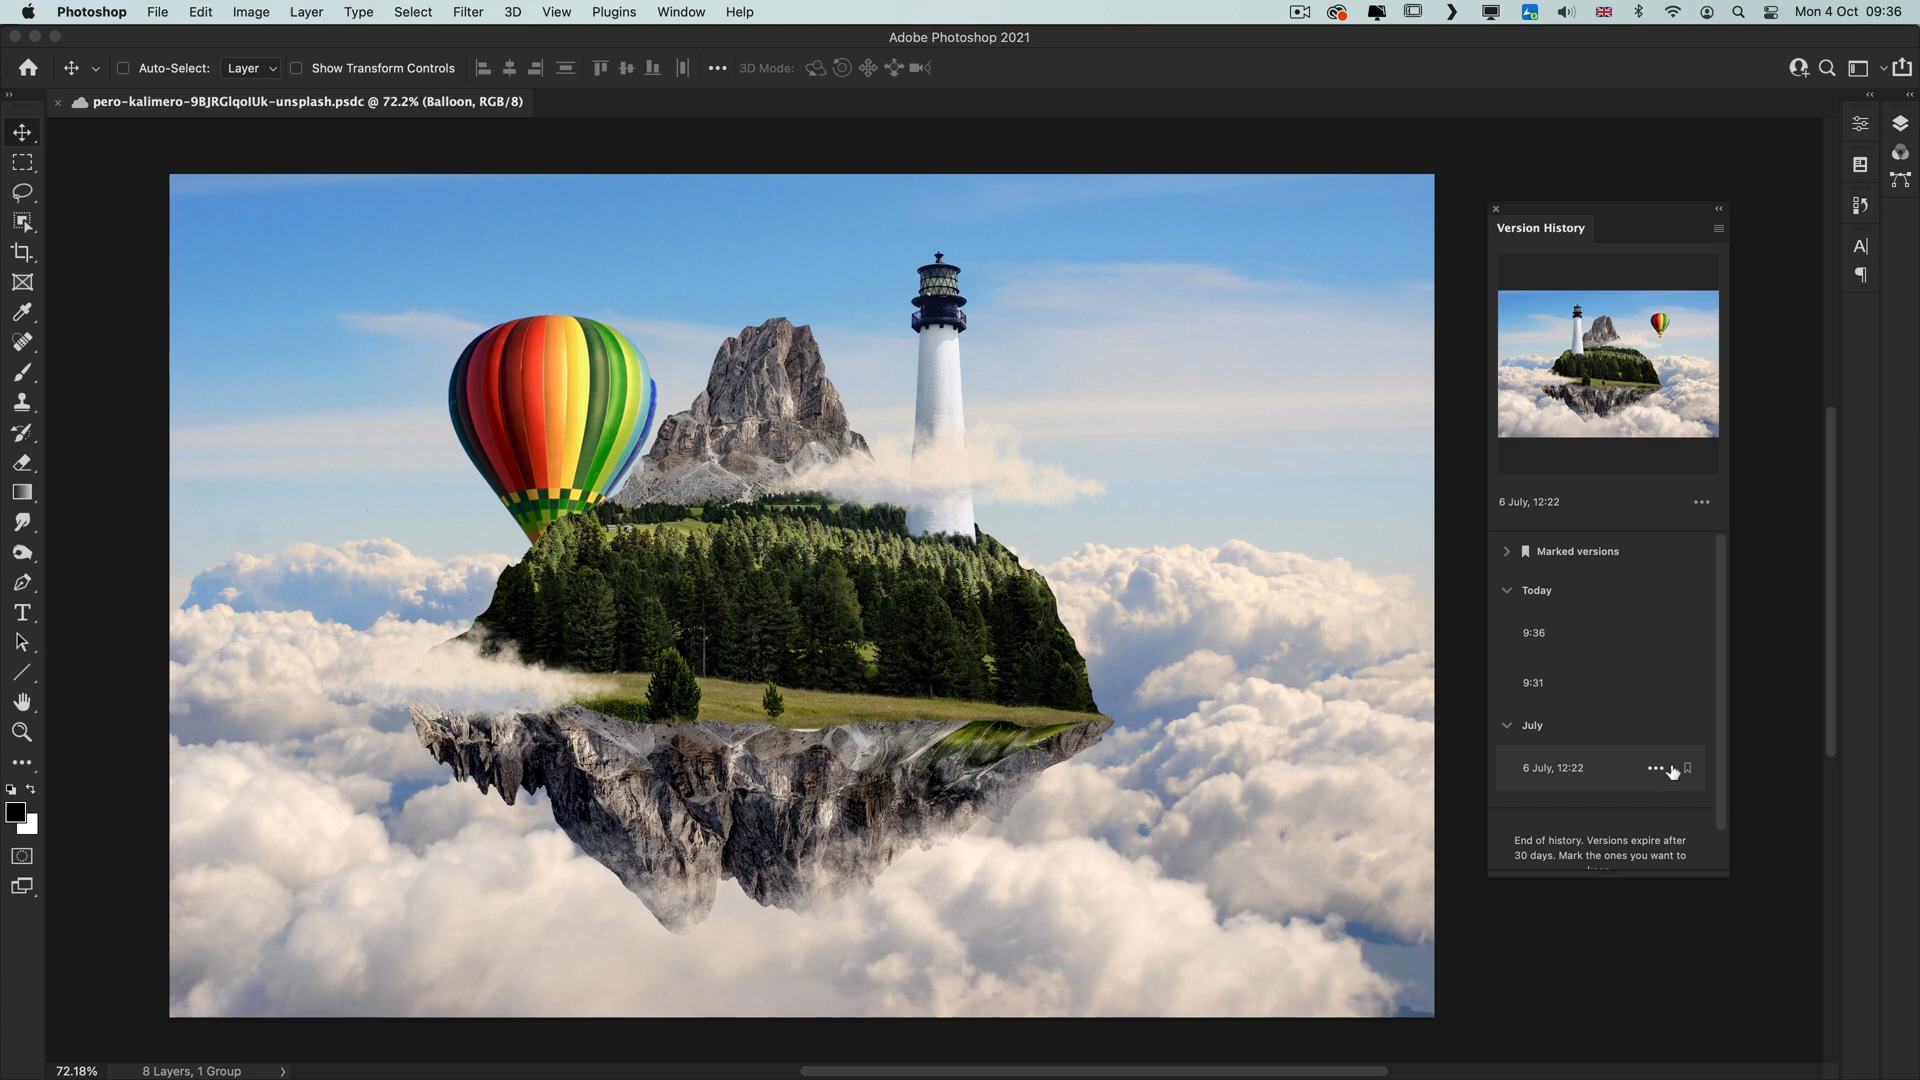 Photoshop File Edit Image Layer Type Select Filter 3D View Plugins Window Help Mon 4 Oct 09:36
Adobe Photoshop 2021
Auto-Select: Layer Show Transform Controls 3D Mode:
pero-kalimero-9BJRGlqoIUk-unsplash.psdc @ 72.2% (Balloon, RGB/8)
Version History
6 July, 12:22
Marked versions
Today
9:36
9:31
July
6 July, 12:22
End of history. Versions expire after
30 days. Mark the ones you want to
72.18% 8 Layers, 1 Group